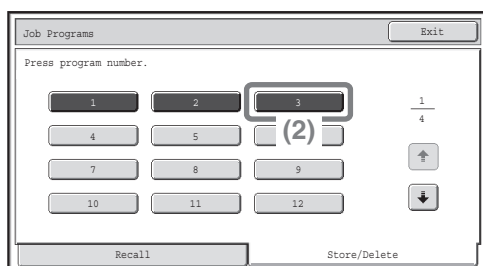 Job Programs Exit
Press program number.
1 2 3
1
4
4 5 (2)
7 8 9
10 11 12
Recall Store/Delete